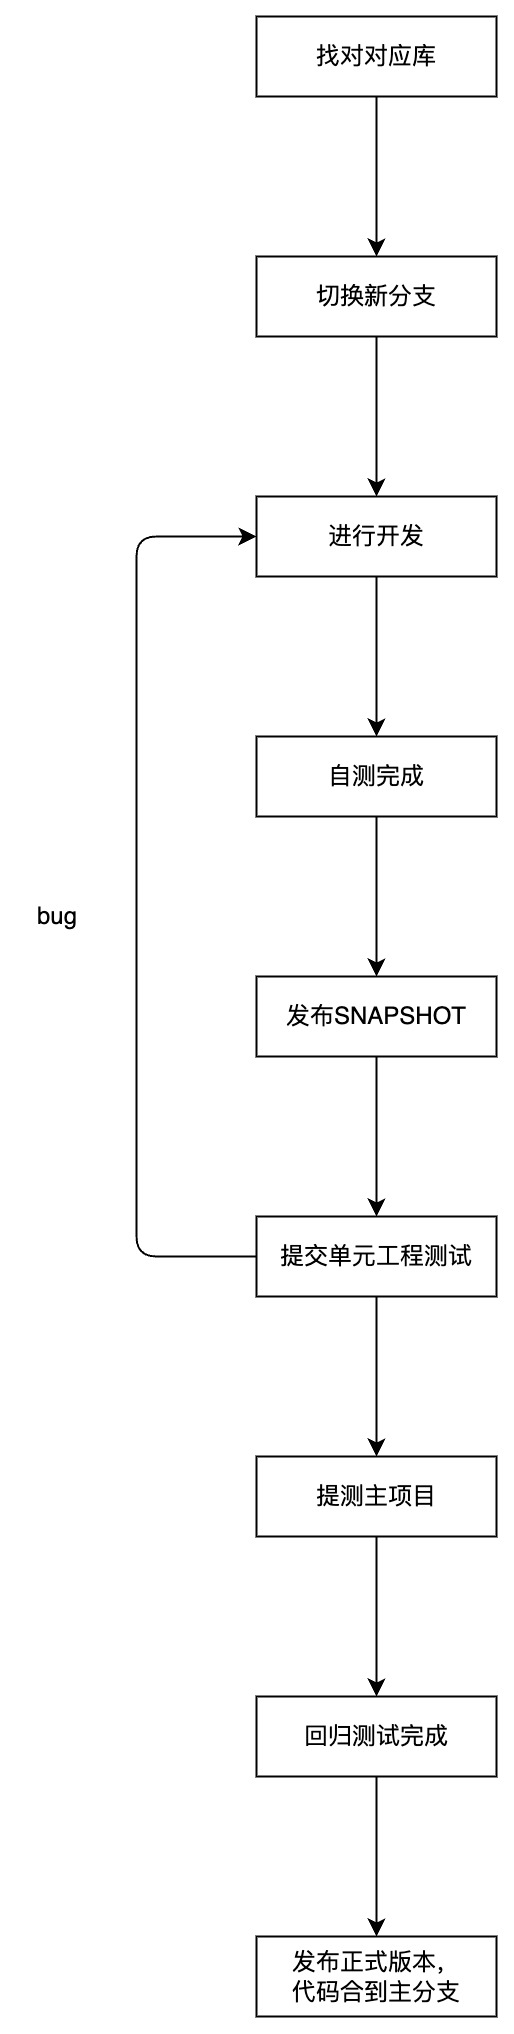 找对对应库
切换新分支
进行开发
自测完成
bug
发布SNAPSHOT
提交单元工程测试
提测主项目
回归测试完成
发布正式版本，
代码合到主分支